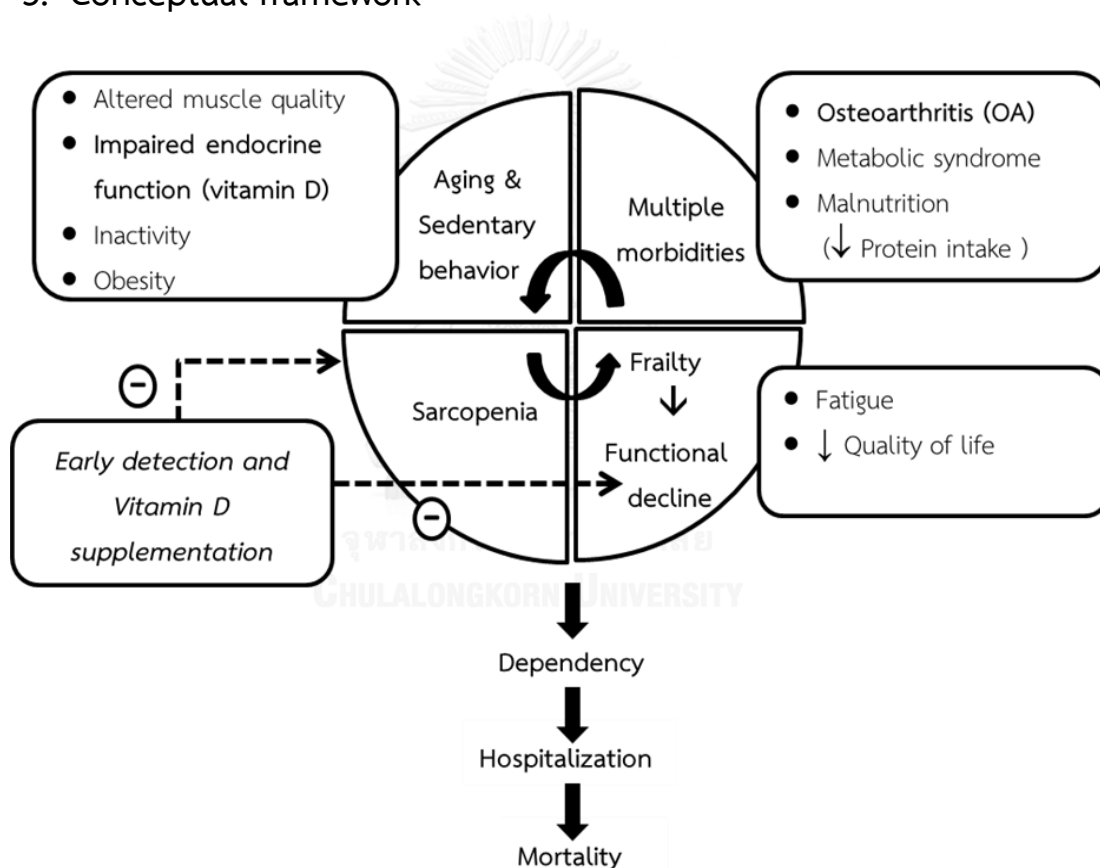 5. Conceptual framework
Altered muscle quality
Impaired endocrine
function (vitamin D)
Inactivity
Obesity
Aging &
Sedentary
behavior
Multiple
morbidities
Osteoarthritis (OA)
Metabolic syndrome
Malnutrition
(↓ Protein intake )
Early detection and
Vitamin D
supplementation
Sarcopenia
Frailty
↓
Functional
decline
Fatigue
↓ Quality of life
CHULALONGKORN UNIVERSITY
Dependency
Hospitalization
Mortality